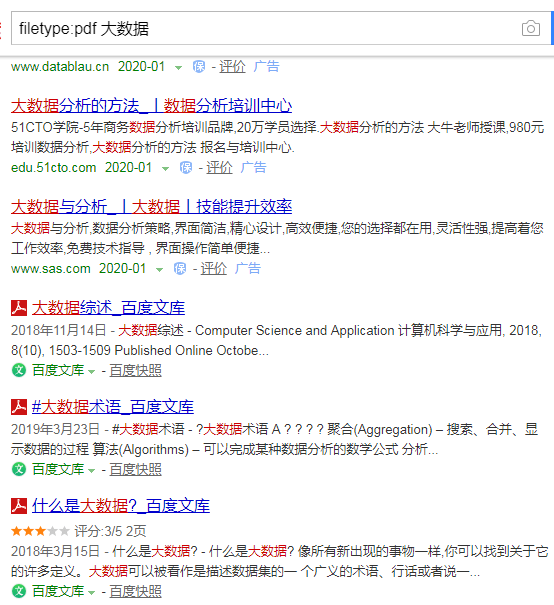 filetype:pdf 大数据
www.datablau.cn 2020-01 保 - 评价 广告
大数据分析的方法_丨数据分析培训中心
51CTO学院-5年商务数据分析培训品牌,20万学员选择.大数据分析的方法 大牛老师授课,980元
培训数据分析,大数据分析的方法 报名与培训中心.
edu.51cto.com 2020-01 保 - 评价 广告
大数据与分析_丨大数据丨技能提升效率
大数据与分析,数据分析策略,界面简洁,精心设计,高效便捷,您的选择都在用,灵活性强,提高着您
工作效率,免费技术指导，界面操作简单便捷...
www.sas.com 2020-01 保 - 评价 广告
大数据综述_百度文库
2018年11月14日 - 大数据综述 - Computer Science and Application 计算机科学与应用, 2018,
8(10), 1503-1509 Published Online Octobe...
文 百度文库 - 百度快照
#大数据术语_百度文库
2019年3月23日 - #大数据术语 - ?大数据术语 A ? ? ? ? 聚合(Aggregation) – 搜索、合并、显
示数据的过程 算法(Algorithms) – 可以完成某种数据分析的数学公式 分析...
文 百度文库 - 百度快照
什么是大数据?_百度文库
评分:3/5 2页
2018年3月15日 - 什么是大数据? - 什么是大数据? 像所有新出现的事物一样,你可以找到关于它
的许多定义。大数据可以被看作是描述数据集的一 个广义的术语、行话或者说一...
文 百度文库 - 百度快照